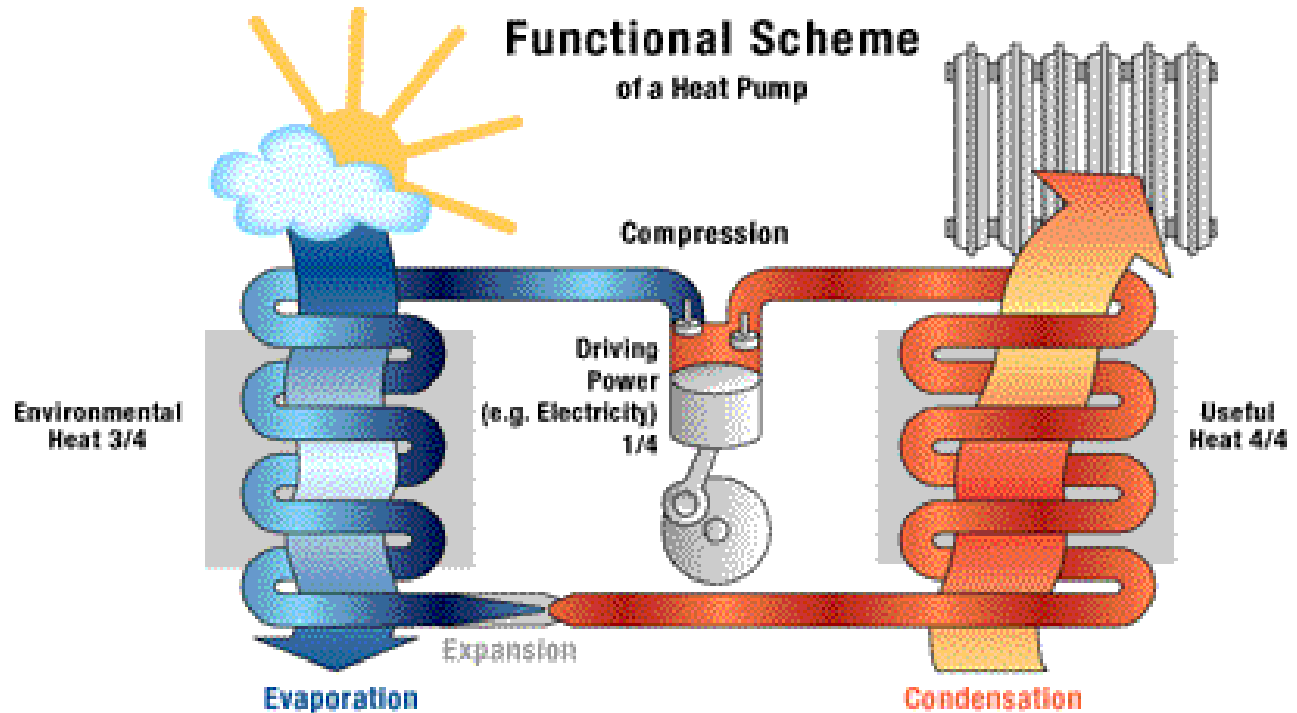 Functional Scheme
of a Heat Pump
Compression
Driving
Power
(e.g. Electricity)
1/4
Environmental
Heat 3/4
Useful
Heat 4/4
Expansion
Evaporation
Condensation